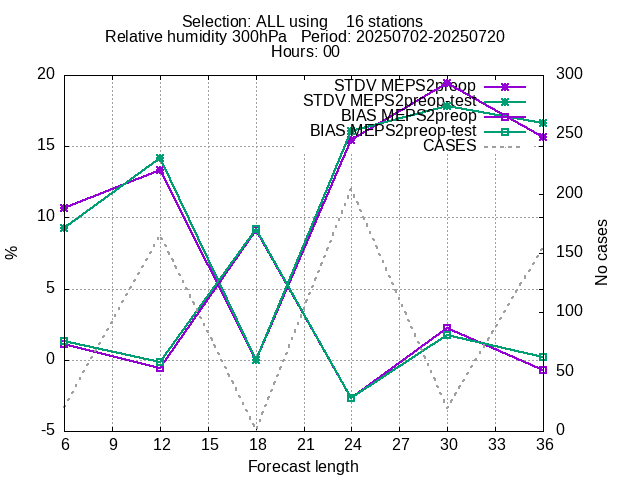 Selection: ALL using    16 stations
Relative humidity 300hPa   Period: 20250702-20250720
Hours: 00
STDV MEPS2preop
STDV MEPS2preop-test
BIAS MEPS2preop
BIAS MEPS2preop-test
CASES
20
15
10
5
0
-5
%
300
250
200
150
100
50
0
No cases
6 9 12 15 18 21 24 27 30 33 36
Forecast length